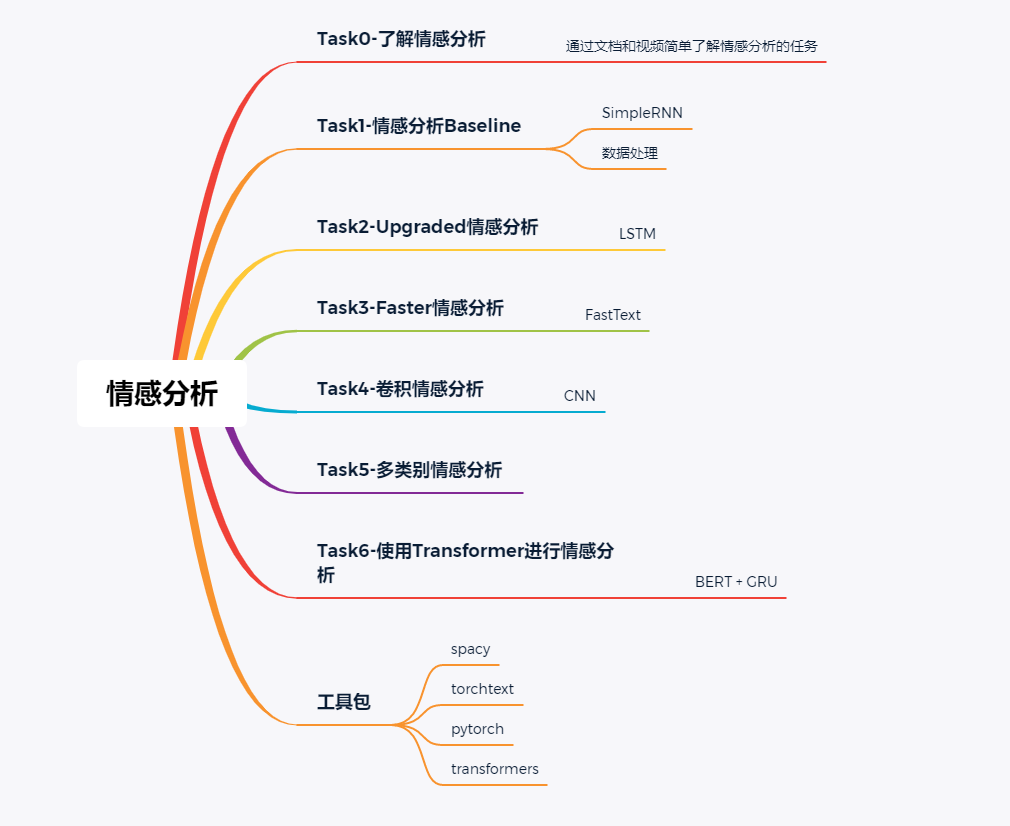 情感分析
Task0-了解情感分析
通过文档和视频简单了解情感分析的任务
Task1-情感分析Baseline
SimpleRNN
数据处理
Task2-Upgraded情感分析
LSTM
Task3-Faster情感分析
FastText
Task4-卷积情感分析
CNN
Task5-多类别情感分析
Task6-使用Transformer进行情感分
析
BERT + GRU
工具包
spacy
torchtext
pytorch
transformers